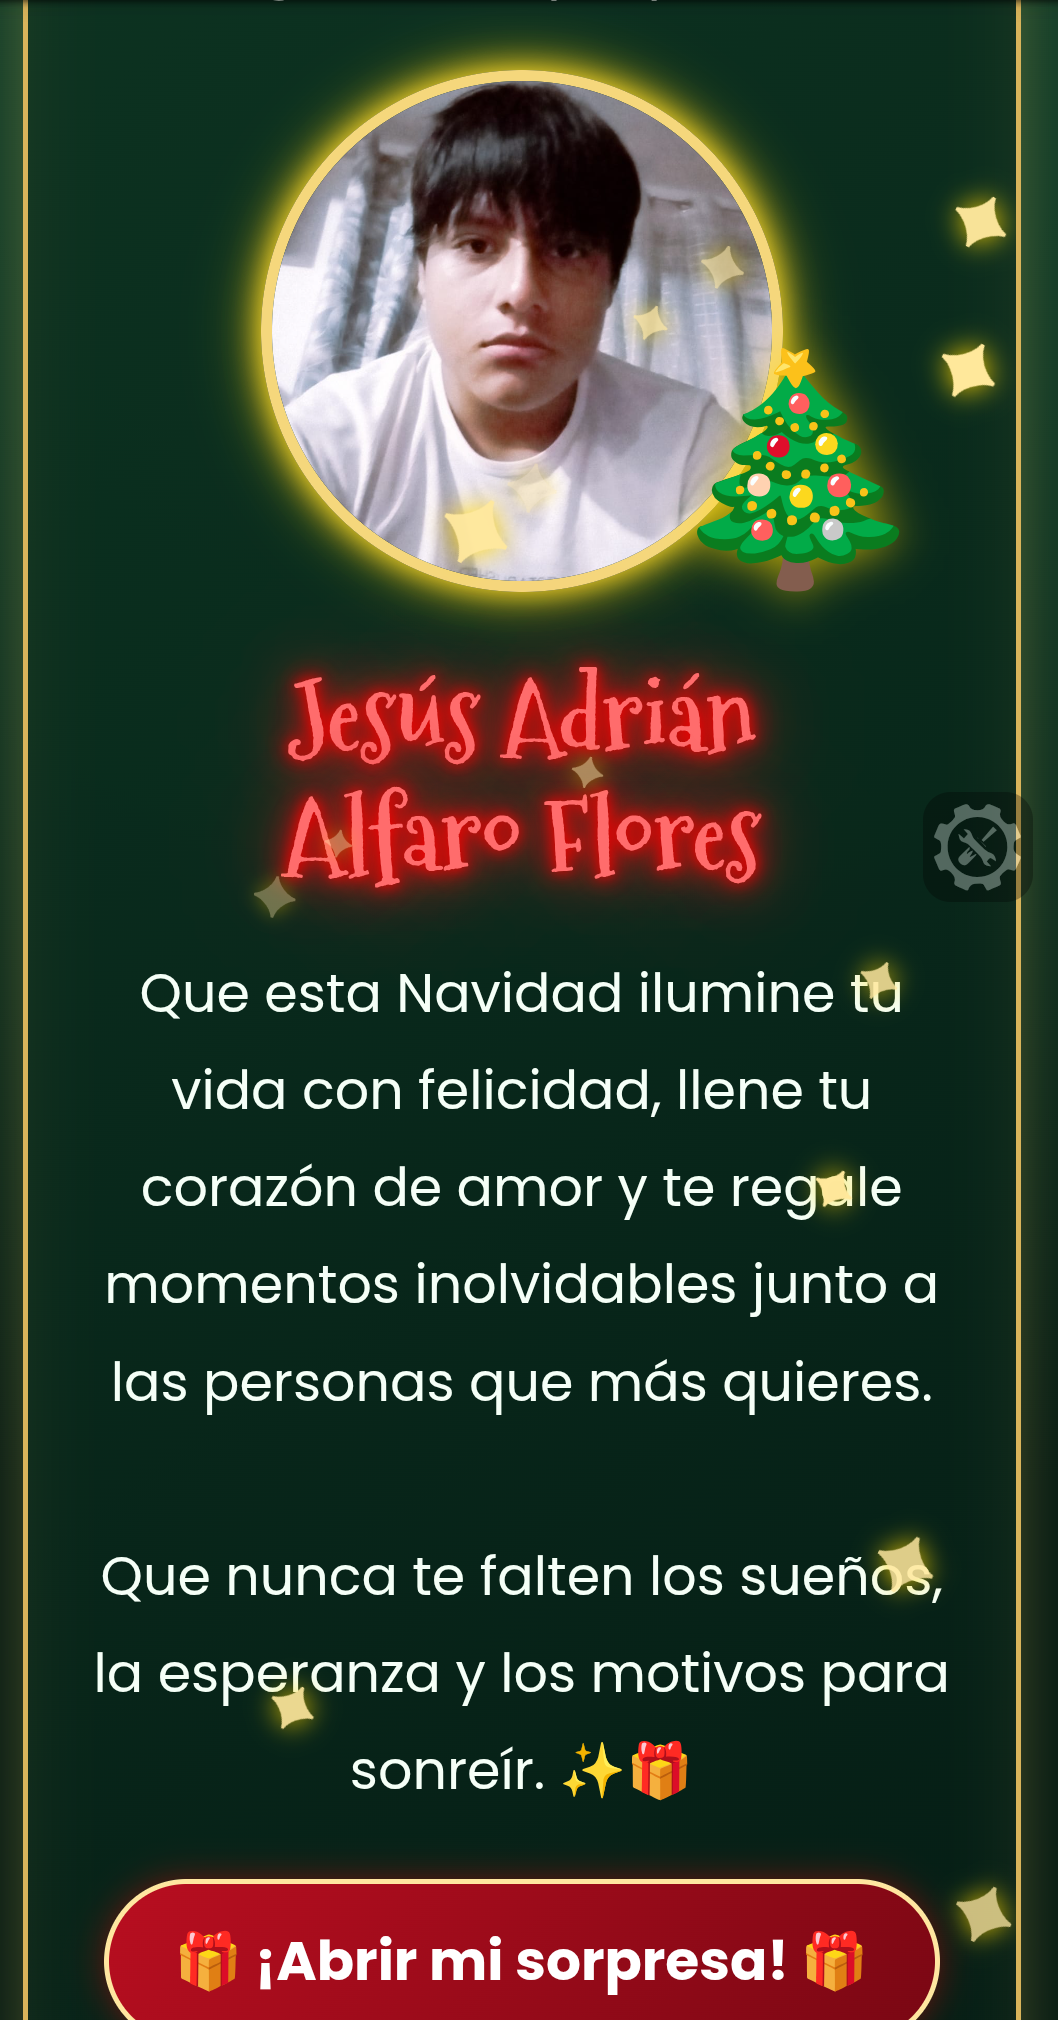 Jesús Adrián
Alfaro Flores
Que esta Navidad ilumine tu
vida con felicidad, llene tu
corazón de amor y te regale
momentos inolvidables junto a
las personas que más quieres.
Que nunca te falten los sueños,
la esperanza y los motivos para
sonreír. ✨🎁
🎁 ¡Abrir mi sorpresa! 🎁